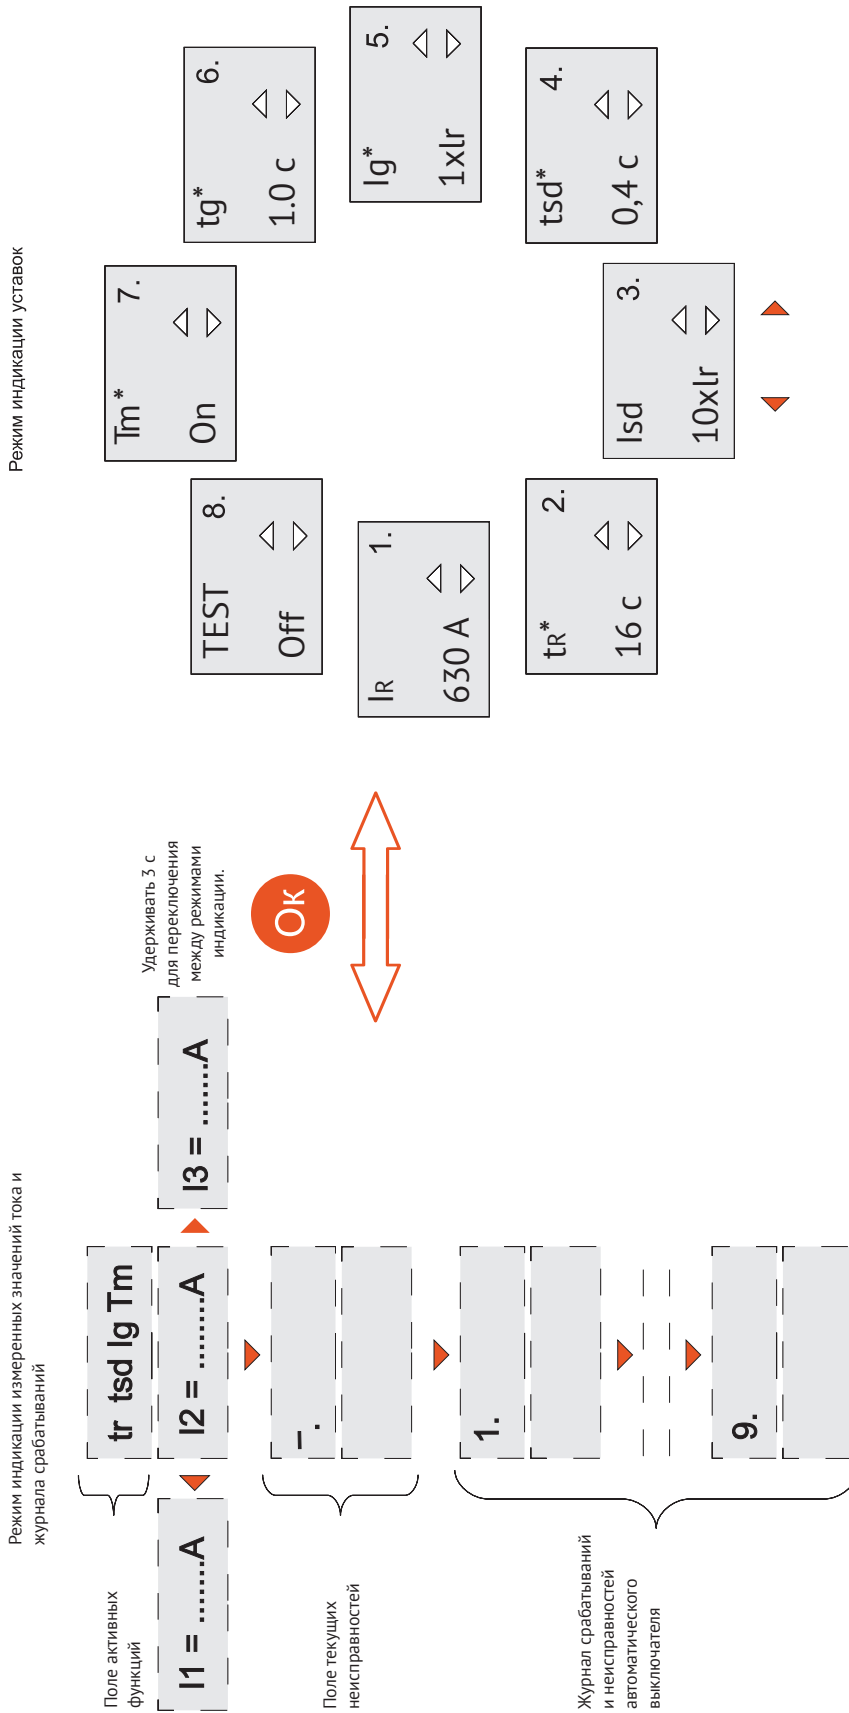 Режим индикации измеренных значений тока и
журнала срабатываний
Поле активных
функций
tr tsd Ig Tm
I1 = .......A
I2 = ........A
I3 = .......A
Поле текущих
неисправностей
–.
Журнал срабатываний
и неисправностей
автоматического
выключателя
1.
9.
Удерживать 3 с
для переключения
между режимами
индикации.
Ок
Режим индикации уставок
IR 1.
630 A
tR* 2.
16 c
Isd 3.
10xIr
tsd* 4.
0,4 c
Ig* 5.
1xIr
tg* 6.
1.0 c
Tm* 7.
On
TEST 8.
Off